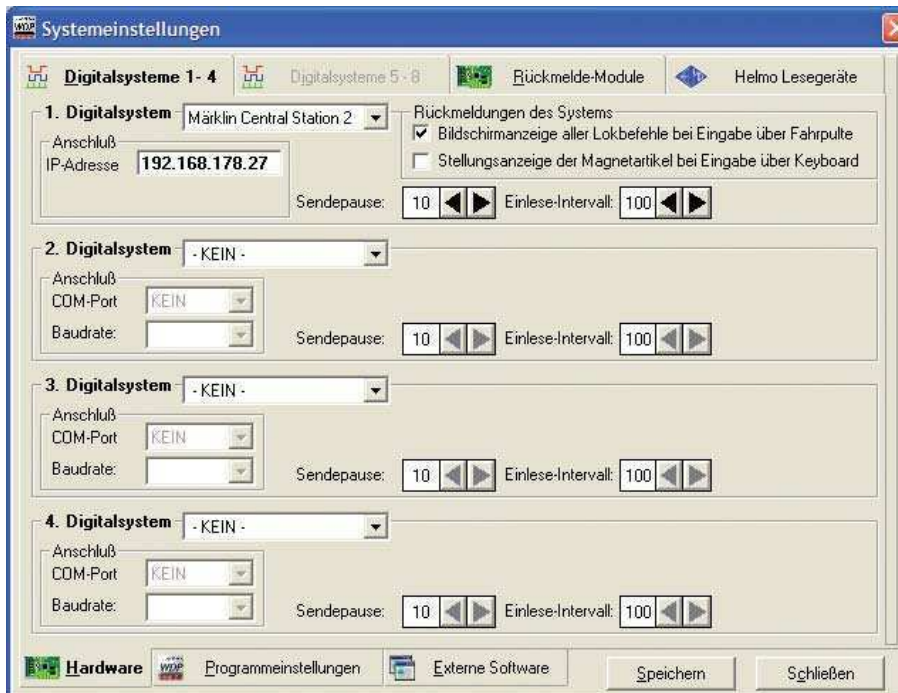 WDP Systemeinstellungen
Digitalsysteme 1- 4 Digitalsysteme 5 - 8 Rückmelde-Module Helmo Lesegeräte
1. Digitalsystem Märklin Central Station 2
Anschluß
IP-Adresse 192.168.178.27
Rückmeldungen des Systems
Bildschirmanzeige aller Lokbefehle bei Eingabe über Fahrpulte
Stellungsanzeige der Magnetartikel bei Eingabe über Keyboard
Sendepause: 10 Einlese-Intervall: 100
2. Digitalsystem - KEIN -
Anschluß
COM-Port KEIN
Baudrate:
Sendepause: 10 Einlese-Intervall: 100
3. Digitalsystem - KEIN -
Anschluß
COM-Port KEIN
Baudrate:
Sendepause: 10 Einlese-Intervall: 100
4. Digitalsystem - KEIN -
Anschluß
COM-Port KEIN
Baudrate:
Sendepause: 10 Einlese-Intervall: 100
Hardware WDP Programmeinstellungen Externe Software Speichern Schließen